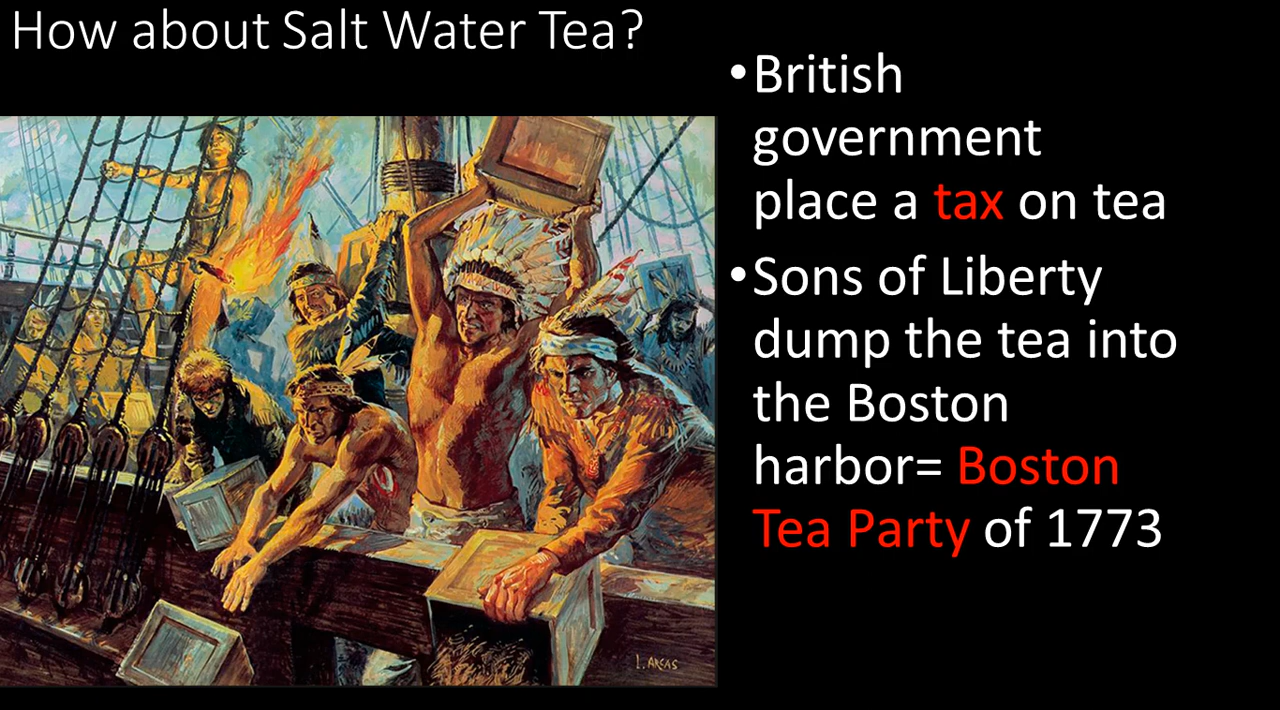 How about Salt Water Tea?
•British
government
place a tax on tea
•Sons of Liberty
dump the tea into
the Boston
harbor= Boston
Tea Party of 1773
L. ARCAS